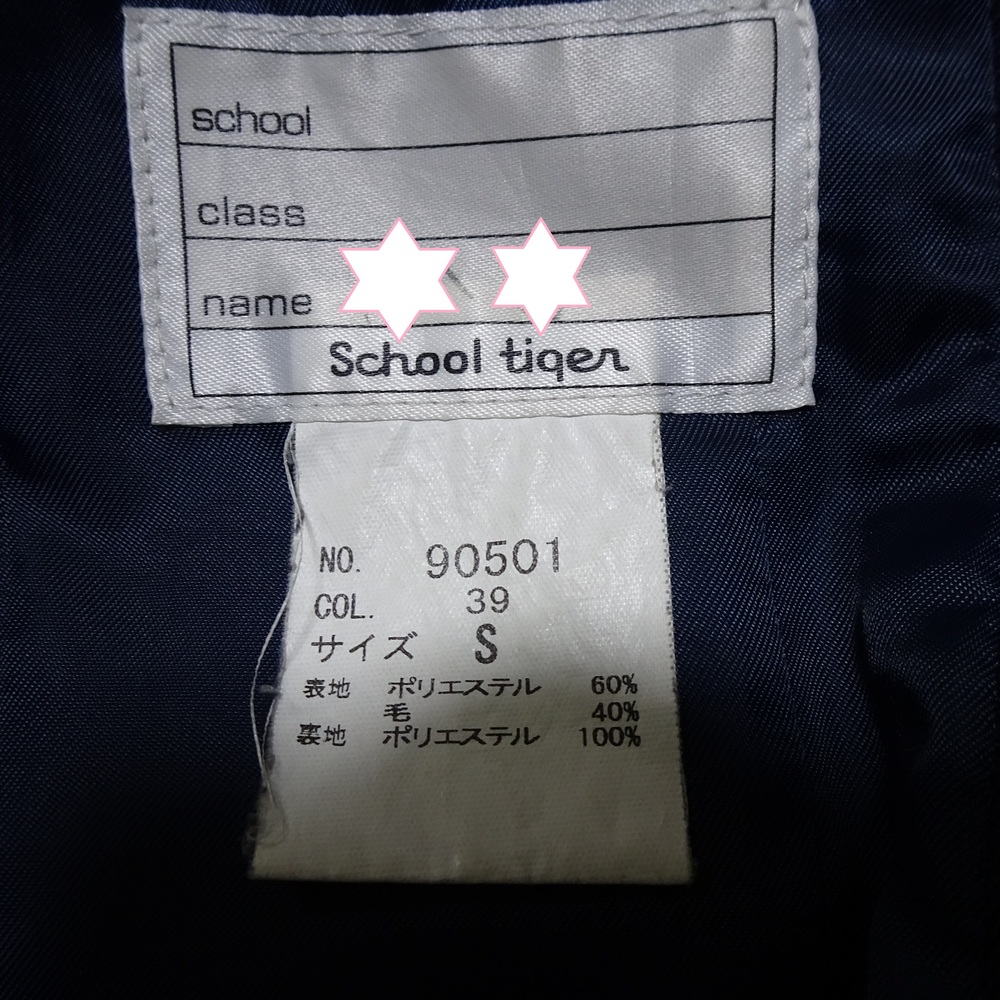 school
class
name
School tiger
NO. 90501
COL. 39
サイズ S
表地 ポリエステル 60%
毛 40%
裏地 ポリエステル 100%